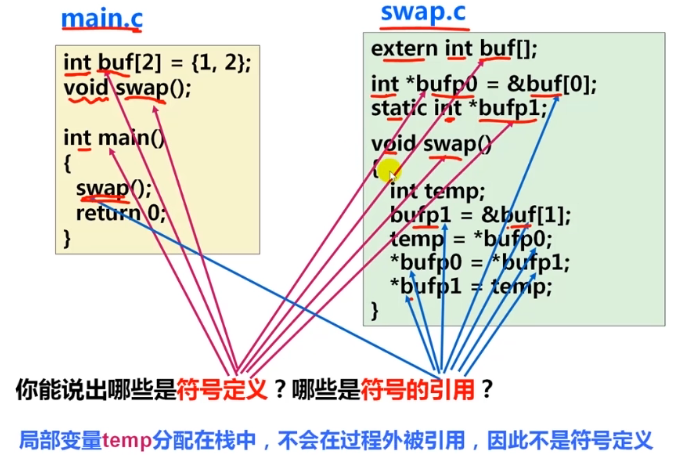 main.c
int buf[2] = {1, 2};
void swap();
int main()
{
swap();
return 0;
}
swap.c
extern int buf[];
int *bufp0 = &buf[0];
static int *bufp1;
void swap()
{
int temp;
bufp1 = &buf[1];
temp = *bufp0;
*bufp0 = *bufp1;
*bufp1 = temp;
}
你能说出哪些是符号定义？哪些是符号的引用？
局部变量temp分配在栈中，不会在过程外被引用，因此不是符号定义